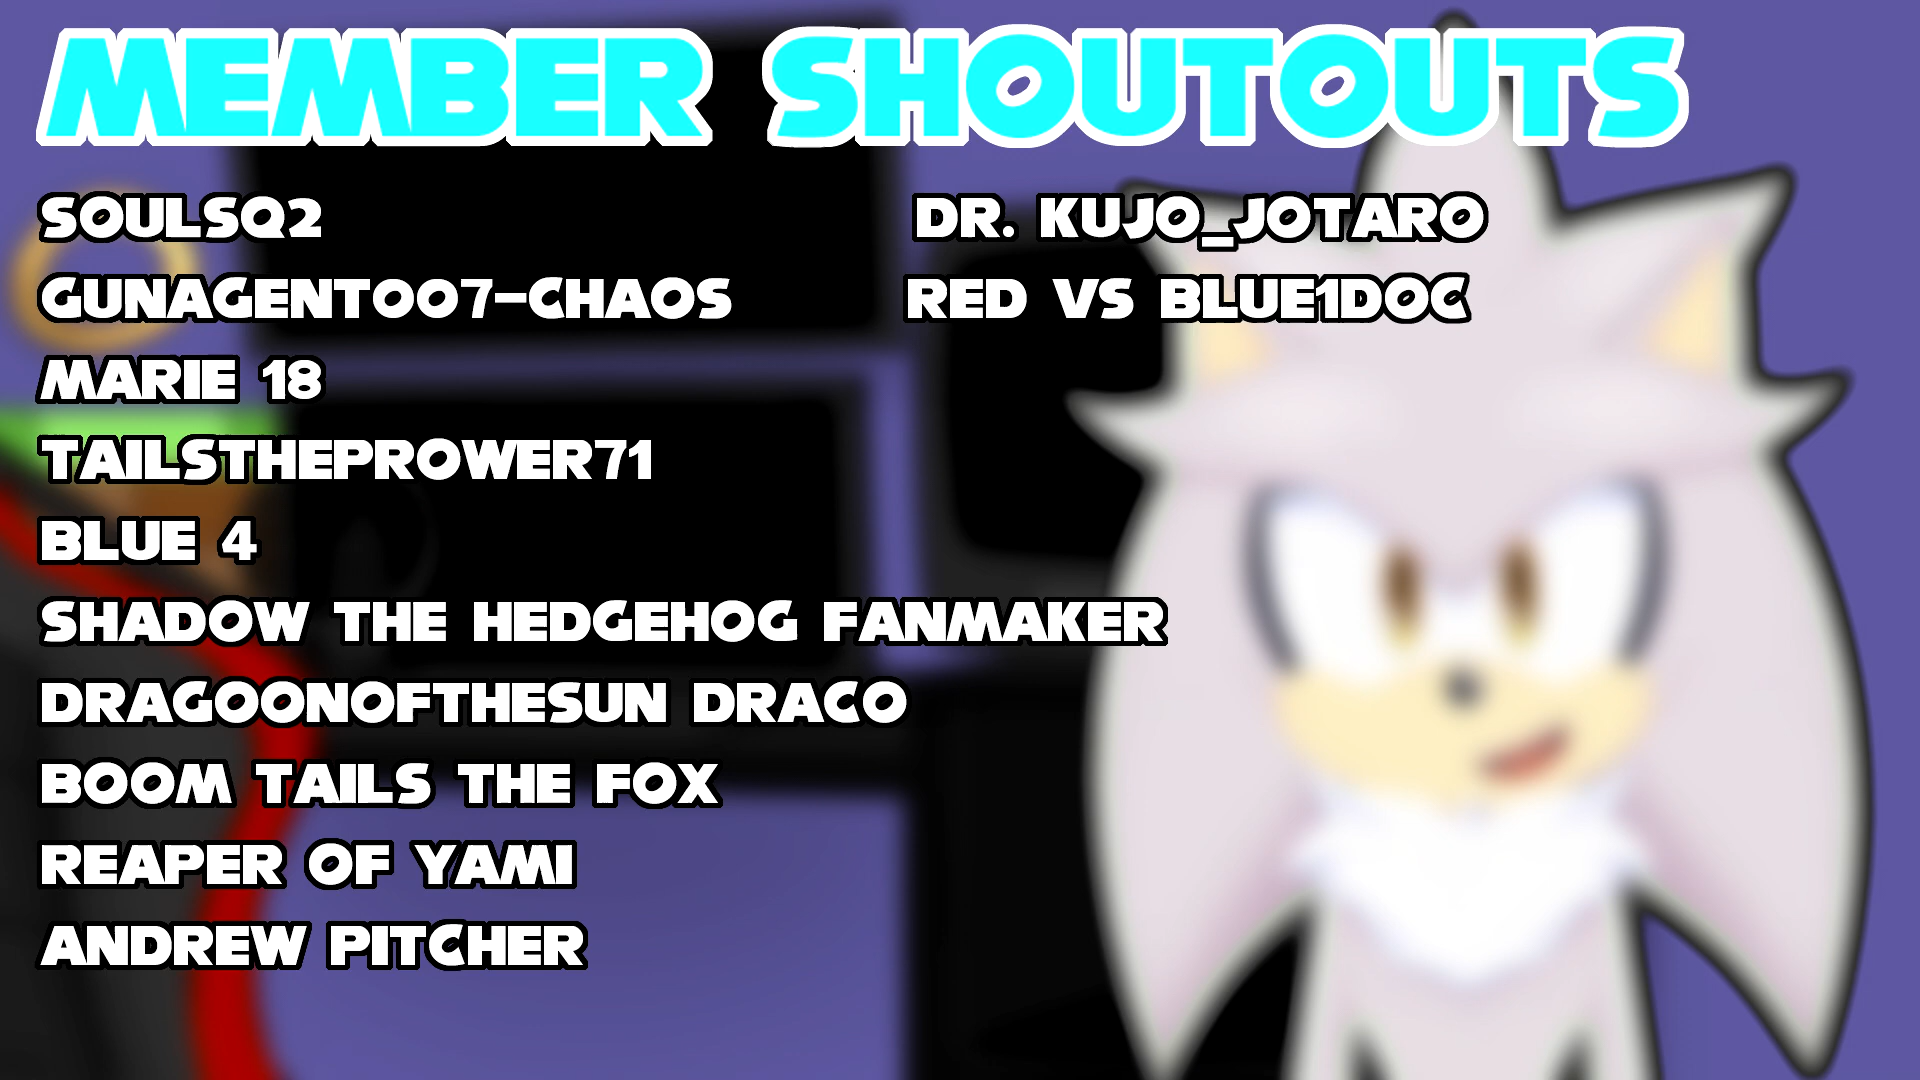 MEMBER SHOUTOUTS
SOULSQ2
GUNAGENT007-CHAOS
MARIE 18
TAILSTHEPROWER71
BLUE 4
SHADOW THE HEDGEHOG FANMAKER
DRAGOONOFTHESUN DRACO
BOOM TAILS THE FOX
REAPER OF YAMI
ANDREW PITCHER
DR. KUJO_JOTARO
RED VS BLUE1DOC